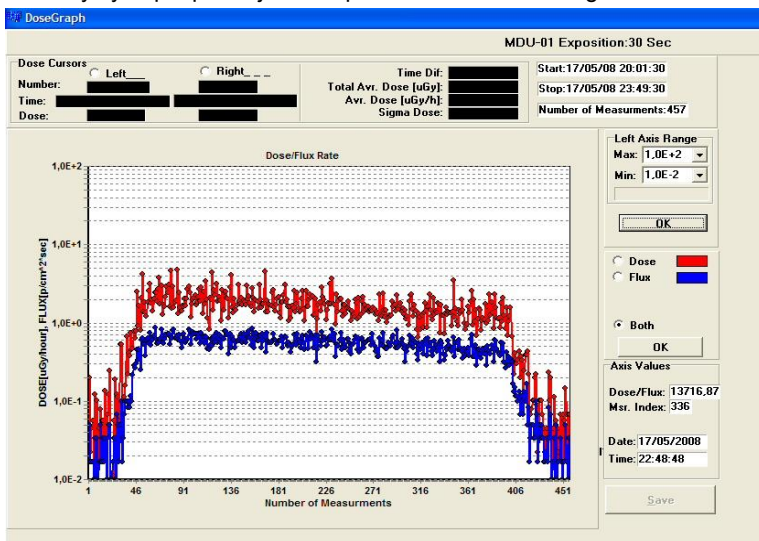 DoseGraph
MDU-01 Exposition:30 Sec
Dose Cursors
Left___
Right_ _ _
Number:
Time:
Dose:
Time Dif:
Total Avr. Dose [uGy]:
Avr. Dose [uGy/h]:
Sigma Dose:
Start:17/05/08 20:01:30
Stop:17/05/08 23:49:30
Number of Measurments:457
Dose/Flux Rate
DOSE[uGy/hour], FLUX[p/cm^2*sec]
1,0E+2
1,0E+1
1,0E+0
1,0E-1
1,0E-2
1 46 91 136 181 226 271 316 361 406 451
Number of Measurments
Left Axis Range
Max: 1,0E+2
Min: 1,0E-2
OK
Dose
Flux
Both
OK
Axis Values
Dose/Flux: 13716,87
Msr. Index: 336
Date: 17/05/2008
Time: 22:48:48
Save